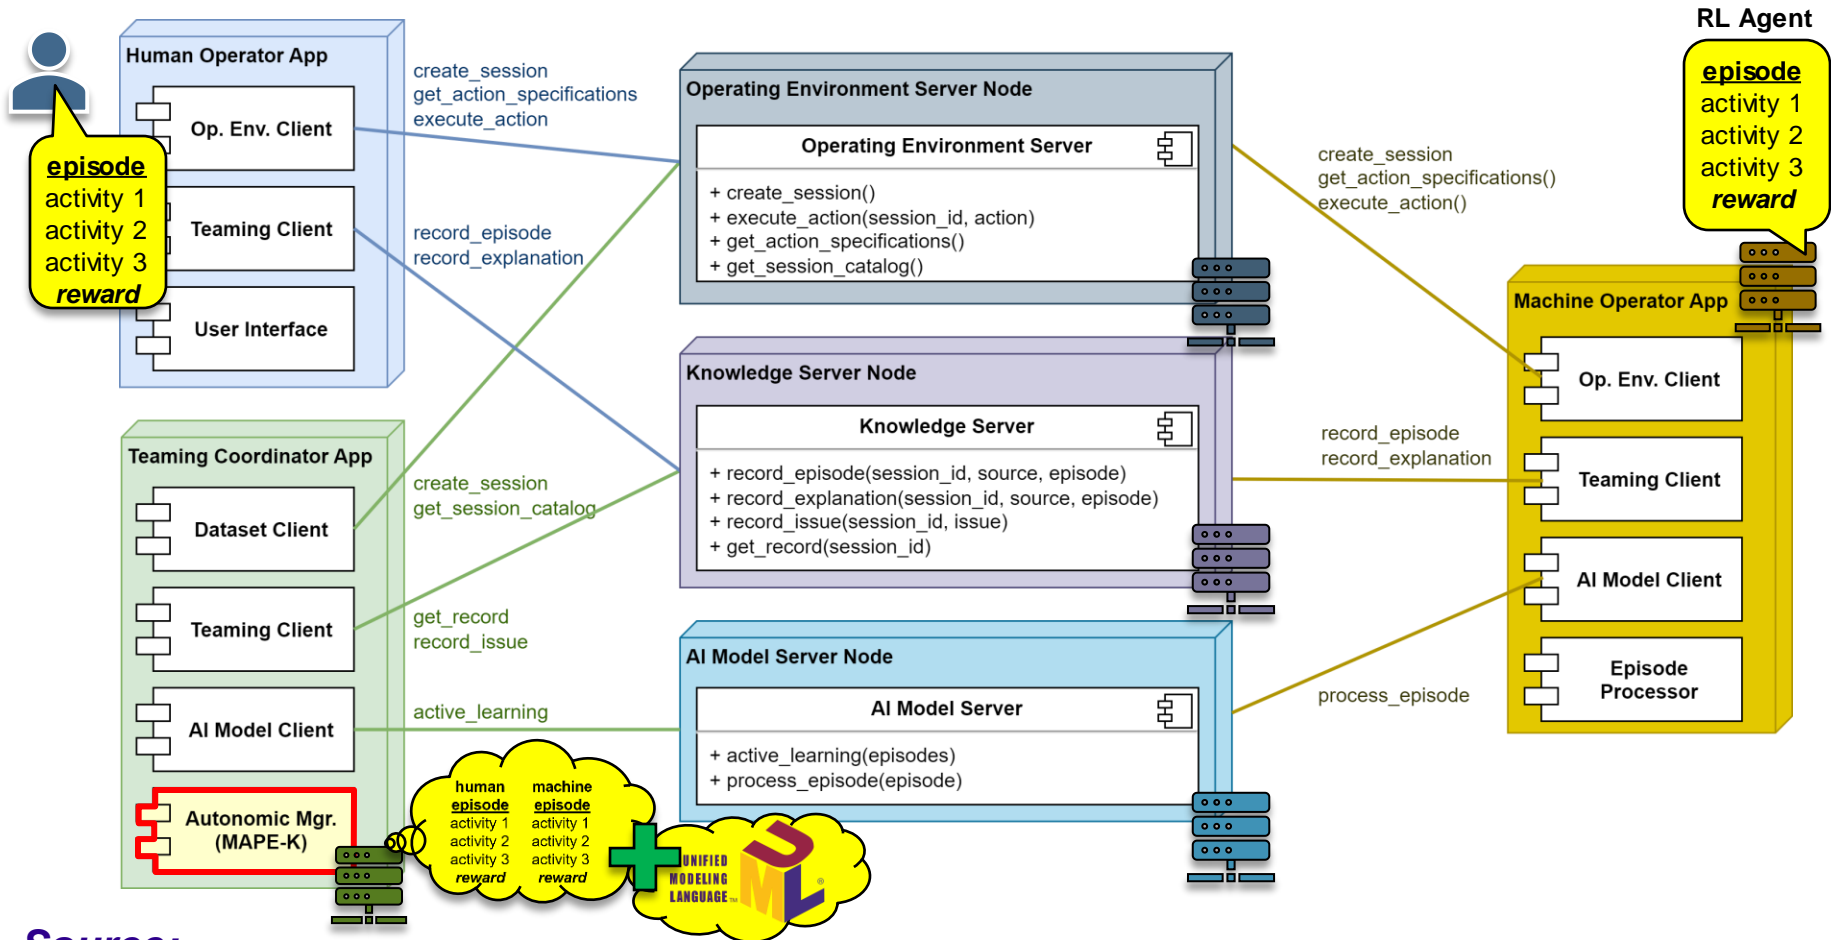 RL Agent
episode
activity 1
activity 2
activity 3
reward
Human Operator App
Op. Env. Client
Teaming Client
User Interface
episode
activity 1
activity 2
activity 3
reward
create_session
get_action_specifications
execute_action
record_episode
record_explanation
Operating Environment Server Node
Operating Environment Server
+ create_session()
+ execute_action(session_id, action)
+ get_action_specifications()
+ get_session_catalog()
create_session
get_action_specifications()
execute_action()
Machine Operator App
Op. Env. Client
Teaming Client
AI Model Client
Episode
Processor
Knowledge Server Node
Knowledge Server
+ record_episode(session_id, source, episode)
+ record_explanation(session_id, source, episode)
+ record_issue(session_id, issue)
+ get_record(session_id)
record_episode
record_explanation
Teaming Coordinator App
Dataset Client
Teaming Client
AI Model Client
Autonomic Mgr.
(MAPE-K)
create_session
get_session_catalog
get_record
record_issue
active_learning
AI Model Server Node
AI Model Server
+ active_learning(episodes)
+ process_episode(episode)
process_episode
human
episode
activity 1
activity 2
activity 3
reward
machine
episode
activity 1
activity 2
activity 3
reward
UNIFIED
MODELING
LANGUAGE™
UML®
Source: